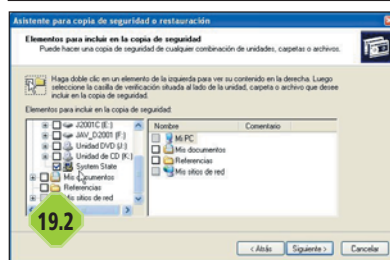 Asistente para copia de seguridad o restauración
Elementos para incluir en la copia de seguridad
Puede hacer una copia de seguridad de cualquier combinación de unidades, carpetas o archivos.
Haga doble clic en un elemento de la izquierda para ver su contenido en la derecha. Luego
seleccione la casilla de verificación situada al lado de la unidad, carpeta o archivo que desee
incluir en la copia de seguridad.
Elementos para incluir en la copia de seguridad:
J2001C (E:)
JAV_D2001 (F:)
Unidad DVD (J:)
Unidad de CD (K:)
System State
Mis documentos
Referencias
Mis sitios de red
Nombre Comentario
Mi PC
Mis documentos
Referencias
Mis sitios de red
19.2
< Atrás Siguiente > Cancelar